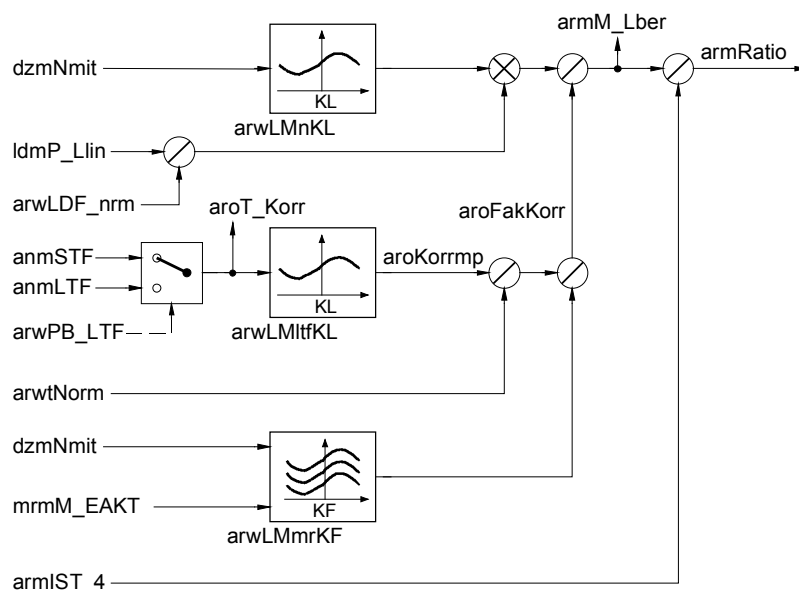 armM_Lber
dzmNmit
armRatio
KL
arwLMnKL
ldmP_Llin
arwLDF_nrm
aroT_Korr
aroFakKorr
anmSTF
aroKorrmp
anmLTF
KL
arwPB_LTF
arwLMltfKL
arwtNorm
dzmNmit
mrmM_EAKT
KF
arwLMmrKF
armIST_4